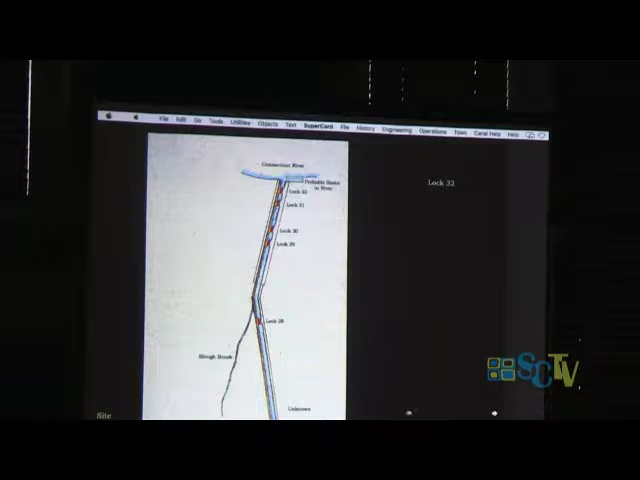 File Edit Go Tools Utilities Objects Text SuperCard File History Engineering Operations Town Canal Help Help
Connecticut River
Probable Basin
in River
Lock 32
Lock 32
Lock 31
Lock 30
Lock 29
Lock 28
Slough Brook
Unknown
Site
SCTV